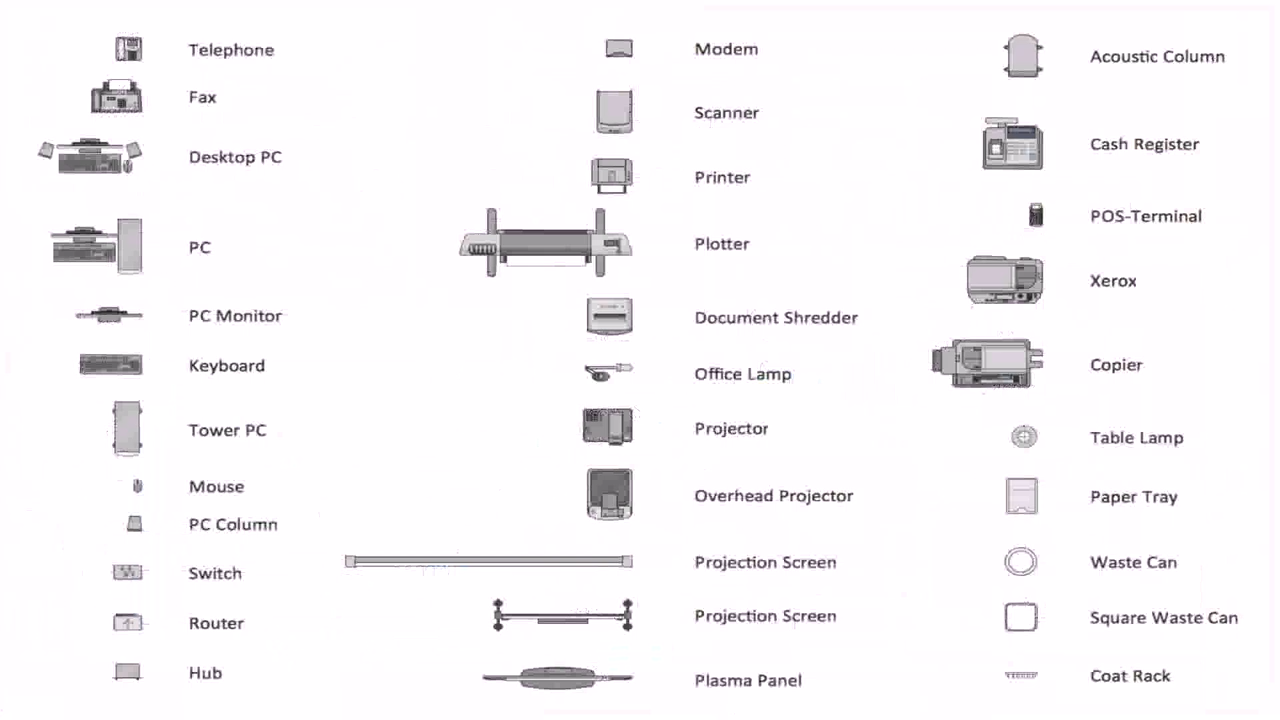 Telephone
Fax
Desktop PC
PC
PC Monitor
Keyboard
Tower PC
Mouse
PC Column
Switch
Router
Hub
Modem
Scanner
Printer
Plotter
Document Shredder
Office Lamp
Projector
Overhead Projector
Projection Screen
Projection Screen
Plasma Panel
Acoustic Column
Cash Register
POS-Terminal
Xerox
Copier
Table Lamp
Paper Tray
Waste Can
Square Waste Can
Coat Rack